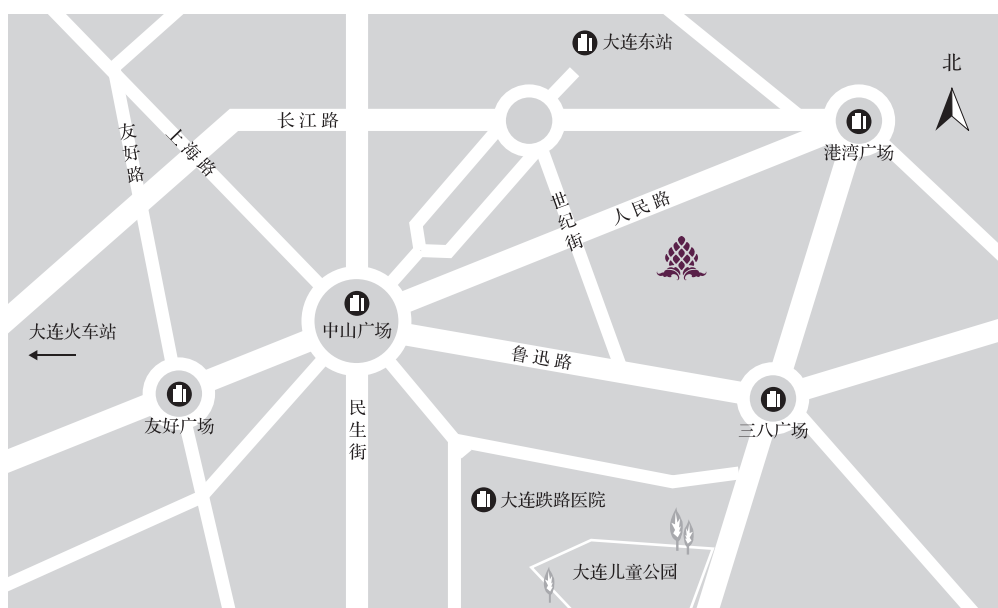 大连东站
北
长江路
友好路
上海路
港湾广场
世纪街
人民路
大连火车站
中山广场
鲁迅路
友好广场
民生街
三八广场
大连跌路医院
大连儿童公园